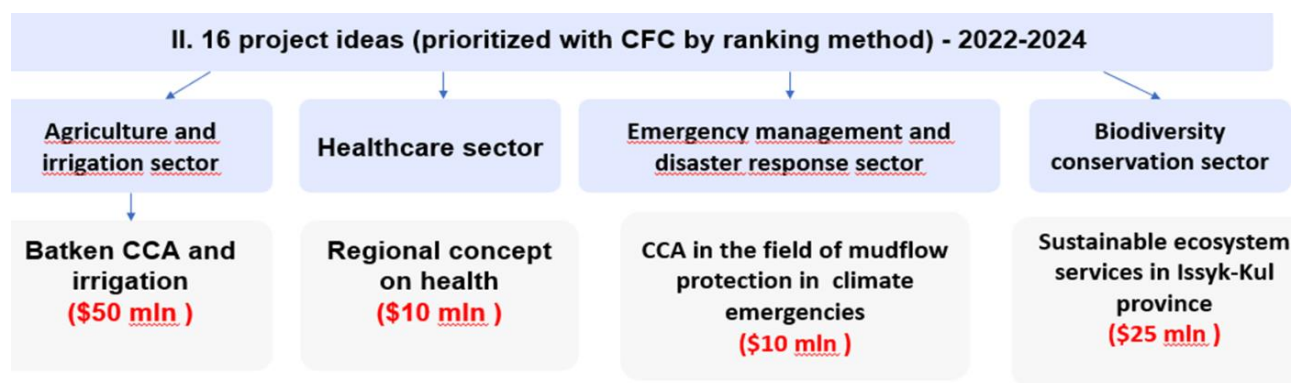 II. 16 project ideas (prioritized with CFC by ranking method) - 2022-2024
Agriculture and
irrigation sector
Healthcare sector
Emergency management and
disaster response sector
Biodiversity
conservation sector
Batken CCA and
irrigation
($50 mln )
Regional concept
on health
($10 mln )
CCA in the field of mudflow
protection in climate
emergencies
($10 mln )
Sustainable ecosystem
services in Issyk-Kul
province
($25 mln )